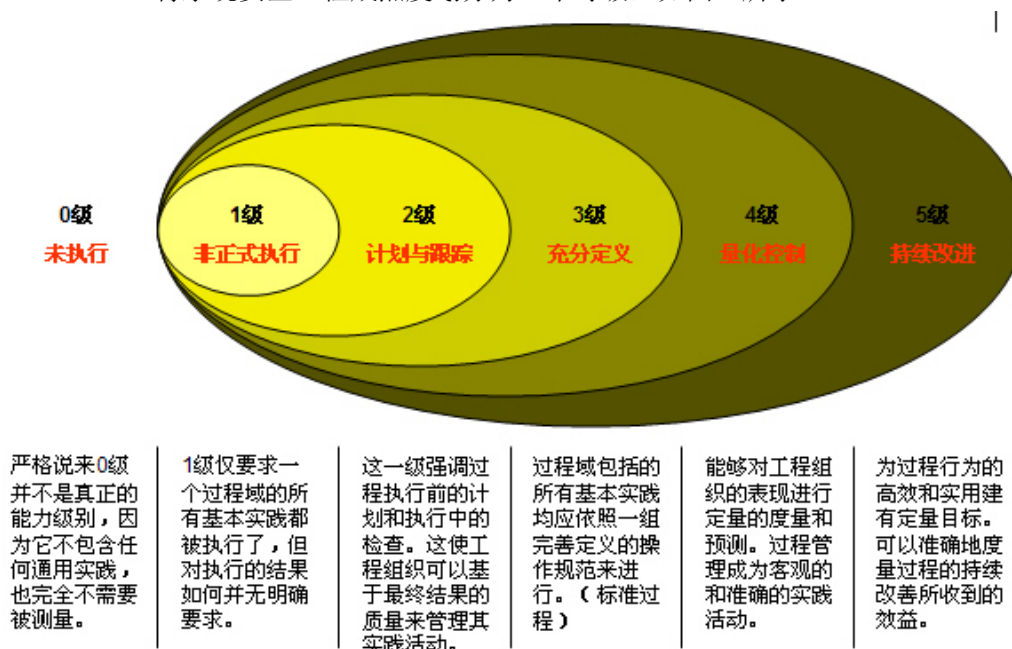 0级
未执行
1级
非正式执行
2级
计划与跟踪
3级
充分定义
4级
量化控制
5级
持续改进
严格说来0级
并不是真正的
能力级别，因
为它不包含任
何通用实践，
也完全不需要
被测量。
1级仅要求一
个过程域的所
有基本实践都
被执行了，但
对执行的结果
如何并无明确
要求。
这一级强调过
程执行前的计
划和执行中的
检查。这使工
程组织可以基
于最终结果的
质量来管理其
实践活动。
过程域包括的
所有基本实践
均应依照一组
完善定义的操
作规范来进
行。（标准过
程）
能够对工程组
织的表现进行
定量的度量和
预测。过程管
理成为客观的
和准确的实践
活动。
为过程行为的
高效和实用建
有定量目标。
可以准确地度
量过程的持续
改善所收到的
效益。